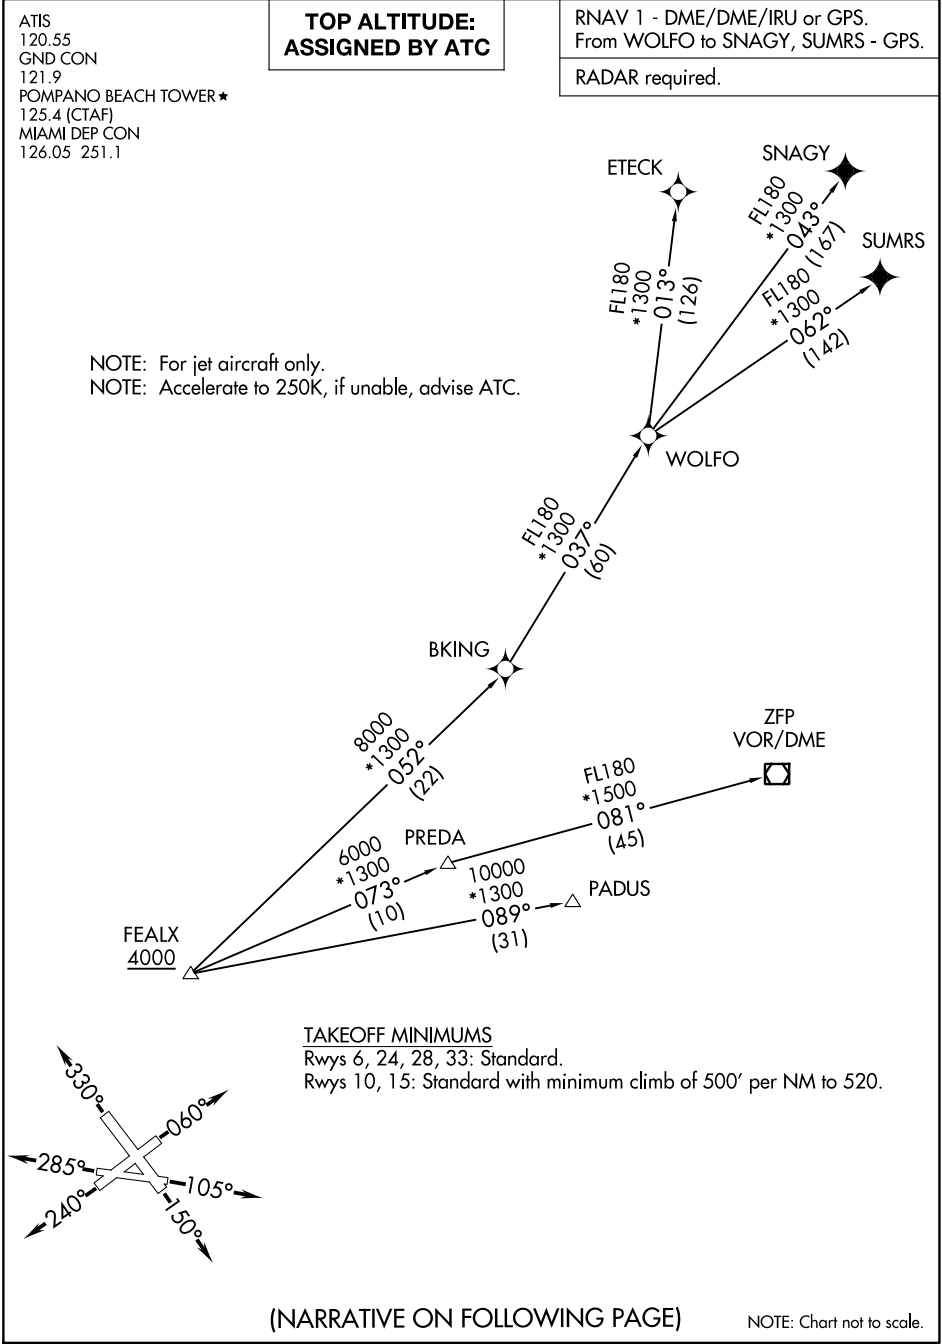 ATIS
120.55
GND CON
121.9
POMPANO BEACH TOWER★
125.4 (CTAF)
MIAMI DEP CON
126.05 251.1
TOP ALTITUDE:
ASSIGNED BY ATC
RNAV 1 - DME/DME/IRU or GPS.
From WOLFO to SNAGY, SUMRS - GPS.
RADAR required.
ETECK
SNAGY
SUMRS
FL180
*1300
013°
(126)
FL180
*1300
043°
(167)
FL180
*1300
062°
(142)
NOTE: For jet aircraft only.
NOTE: Accelerate to 250K, if unable, advise ATC.
WOLFO
FL180
*1300
037°
(60)
BKING
8000
*1300
052°
(22)
ZFP
VOR/DME
FL180
*1500
081°
(45)
PREDA
6000
*1300
073°
(10)
10000
*1300
089°
(31)
PADUS
FEALX
4000
TAKEOFF MINIMUMS
Rwys 6, 24, 28, 33: Standard.
Rwys 10, 15: Standard with minimum climb of 500' per NM to 520.
330°
060°
285°
105°
240°
150°
(NARRATIVE ON FOLLOWING PAGE)
NOTE: Chart not to scale.